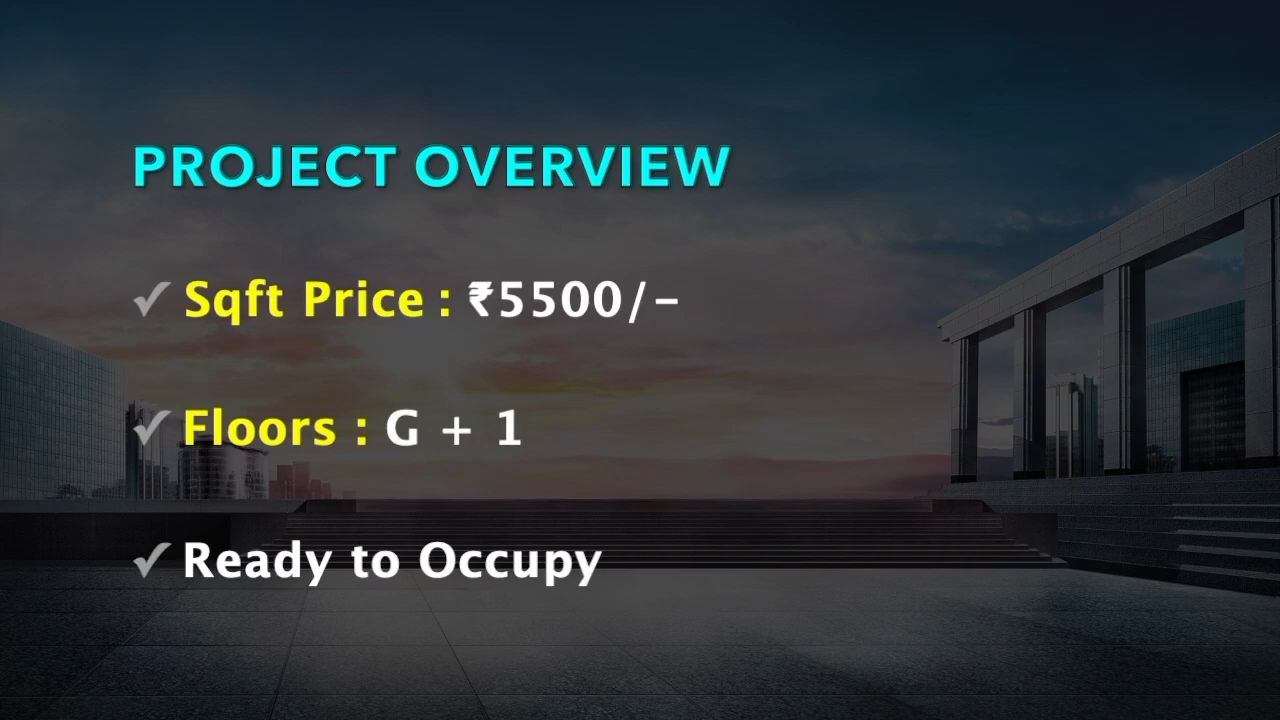 PROJECT OVERVIEW
✓ Sqft Price : ₹5500/-
✓ Floors : G + 1
✓ Ready to Occupy